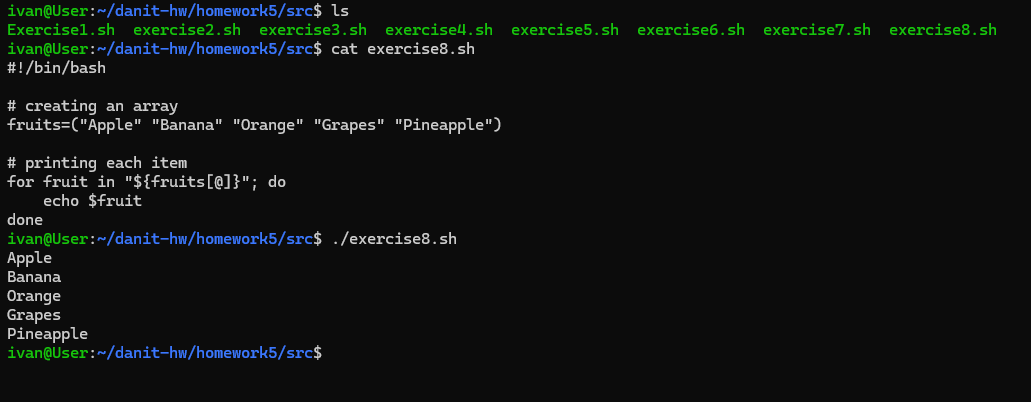 ivan@User:~/danit-hw/homework5/src$ ls
Exercise1.sh  exercise2.sh  exercise3.sh  exercise4.sh  exercise5.sh  exercise6.sh  exercise7.sh  exercise8.sh
ivan@User:~/danit-hw/homework5/src$ cat exercise8.sh
#!/bin/bash

# creating an array
fruits=("Apple" "Banana" "Orange" "Grapes" "Pineapple")

# printing each item
for fruit in "${fruits[@]}"; do
    echo $fruit
done
ivan@User:~/danit-hw/homework5/src$ ./exercise8.sh
Apple
Banana
Orange
Grapes
Pineapple
ivan@User:~/danit-hw/homework5/src$